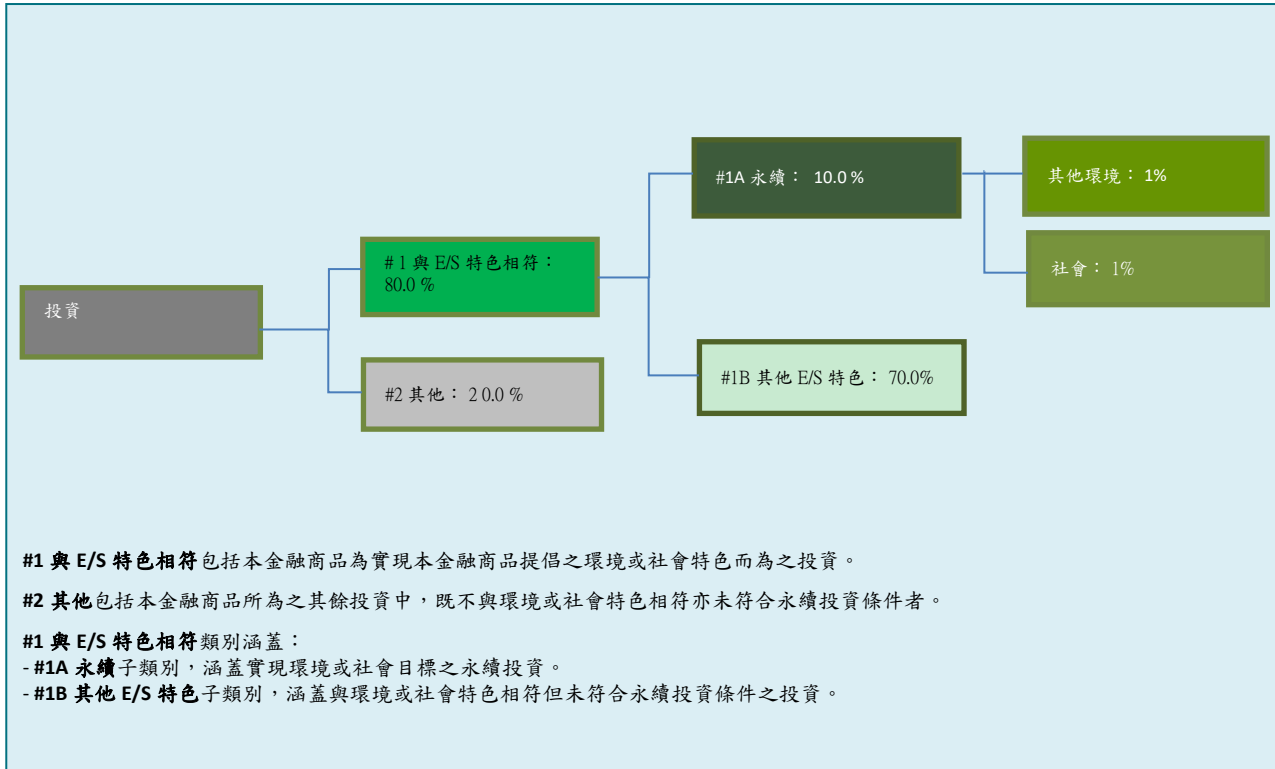 投資
# 1 與 E/S 特色相符：
80.0 %
#2 其他： 2 0.0 %
#1A 永續： 10.0 %
#1B 其他 E/S 特色： 70.0%
其他環境： 1%
社會： 1%
#1 與 E/S 特色相符包括本金融商品為實現本金融商品提倡之環境或社會特色而為之投資。
#2 其他包括本金融商品所為之其餘投資中，既不與環境或社會特色相符亦未符合永續投資條件者。
#1 與 E/S 特色相符類別涵蓋：
- #1A 永續子類別，涵蓋實現環境或社會目標之永續投資。
- #1B 其他 E/S 特色子類別，涵蓋與環境或社會特色相符但未符合永續投資條件之投資。